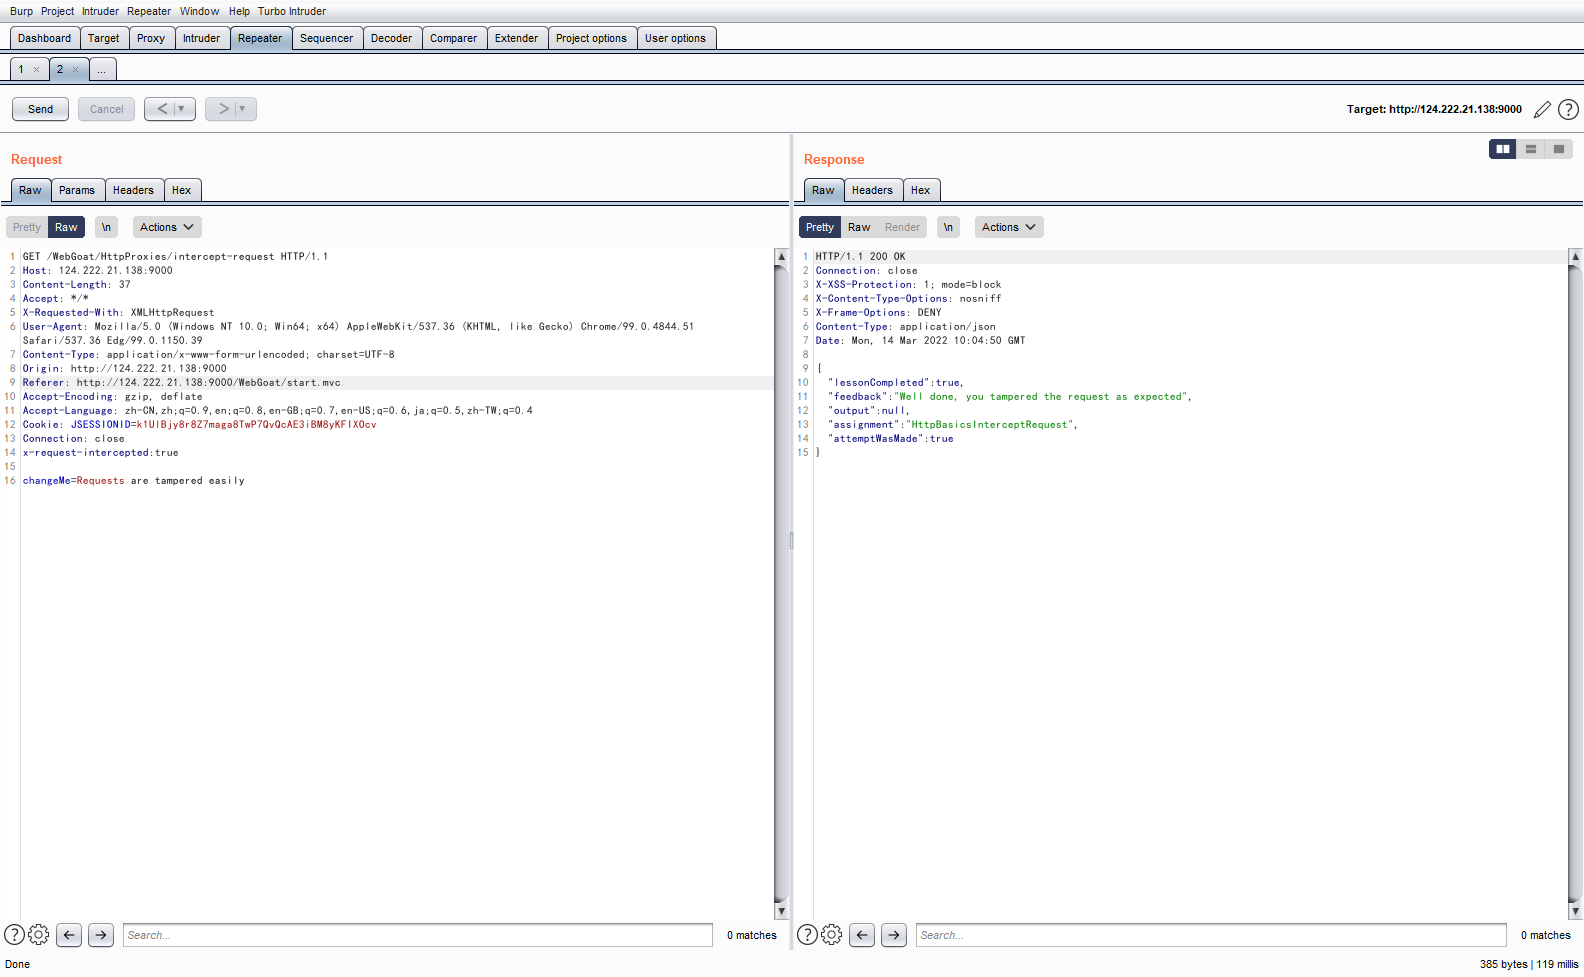 Burp Project Intruder Repeater Window Help Turbo Intruder
Dashboard Target Proxy Intruder Repeater Sequencer Decoder Comparer Extender Project options User options
1 × 2 × ...
Send Cancel < ▼ > ▼ Target: http://124.222.21.138:9000 ?
Request
Raw Params Headers Hex
Pretty Raw \n Actions
1 GET /WebGoat/HttpProxies/intercept-request HTTP/1.1
2 Host: 124.222.21.138:9000
3 Content-Length: 37
4 Accept: */*
5 X-Requested-With: XMLHttpRequest
6 User-Agent: Mozilla/5.0 (Windows NT 10.0; Win64; x64) AppleWebKit/537.36 (KHTML, like Gecko) Chrome/99.0.4844.51
Safari/537.36 Edg/99.0.1150.39
7 Content-Type: application/x-www-form-urlencoded; charset=UTF-8
8 Origin: http://124.222.21.138:9000
9 Referer: http://124.222.21.138:9000/WebGoat/start.mvc
10 Accept-Encoding: gzip, deflate
11 Accept-Language: zh-CN,zh;q=0.9,en;q=0.8,en-GB;q=0.7,en-US;q=0.6,ja;q=0.5,zh-TW;q=0.4
12 Cookie: JSESSIONID=
13 Connection: close
14 x-request-intercepted:true
15
16 changeMe=Requests are tampered easily
? ← → Search... 0 matches
Response
Raw Headers Hex
Pretty Raw Render \n Actions
1 HTTP/1.1 200 OK
2 Connection: close
3 X-XSS-Protection: 1; mode=block
4 X-Content-Type-Options: nosniff
5 X-Frame-Options: DENY
6 Content-Type: application/json
7 Date: Mon, 14 Mar 2022 10:04:50 GMT
8
9 {
10 "lessonCompleted":true,
11 "feedback":"Well done, you tampered the request as expected",
12 "output":null,
13 "assignment":"HttpBasicsInterceptRequest",
14 "attemptWasMade":true
15 }
? ← → Search... 0 matches
Done 385 bytes | 119 millis